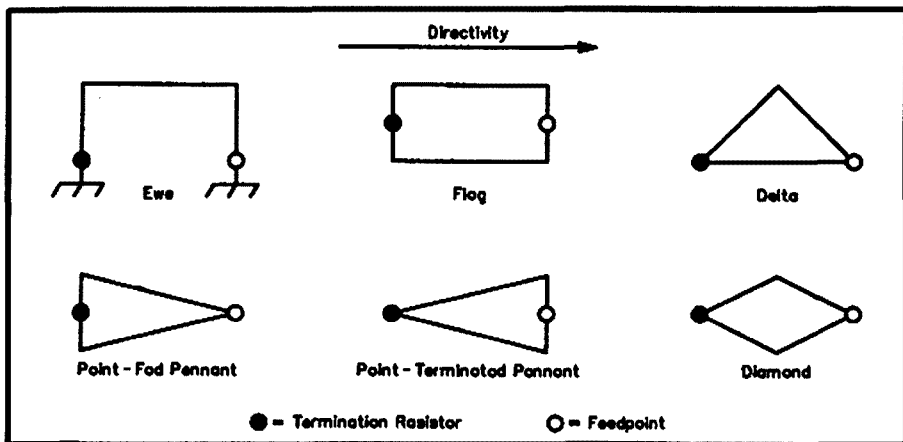 Directivity
Ewe
Flag
Delta
Point-Fed Pennant
Point-Terminated Pennant
Diamond
= Termination Resistor
= Feedpoint